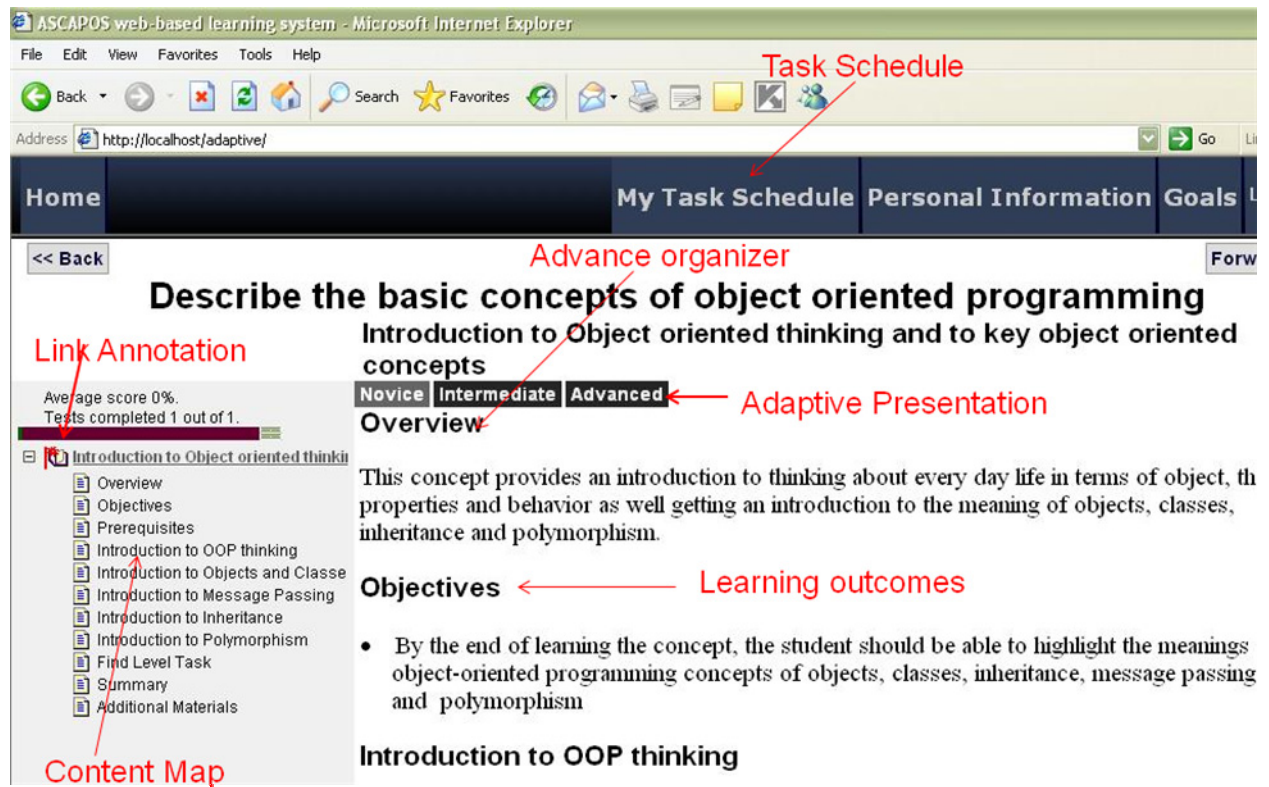 ASCAPOS web-based learning system - Microsoft Internet Explorer
File Edit View Favorites Tools Help
Task Schedule
Back Search Favorites
Address http://localhost/adaptive/ Go
Home My Task Schedule Personal Information Goals
<< Back Advance organizer
Describe the basic concepts of object oriented programming
Introduction to Object oriented thinking and to key object oriented
concepts
Link Annotation
Novice Intermediate Advanced
Adaptive Presentation
Average score 0%.
Tests completed 1 out of 1.
Introduction to Object oriented
Overview
Objectives
Prerequisites
Introduction to OOP thinking
Introduction to Objects and Classe
Introduction to Message Passing
Introduction to Inheritance
Introduction to Polymorphism
Find Level Task
Summary
Additional Materials
Content Map
Overview
This concept provides an introduction to thinking about every day life in terms of object, th
properties and behavior as well getting an introduction to the meaning of objects, classes,
inheritance and polymorphism.
Objectives
Learning outcomes
• By the end of learning the concept, the student should be able to highlight the meanings
object-oriented programming concepts of objects, classes, inheritance, message passing
and polymorphism
Introduction to OOP thinking